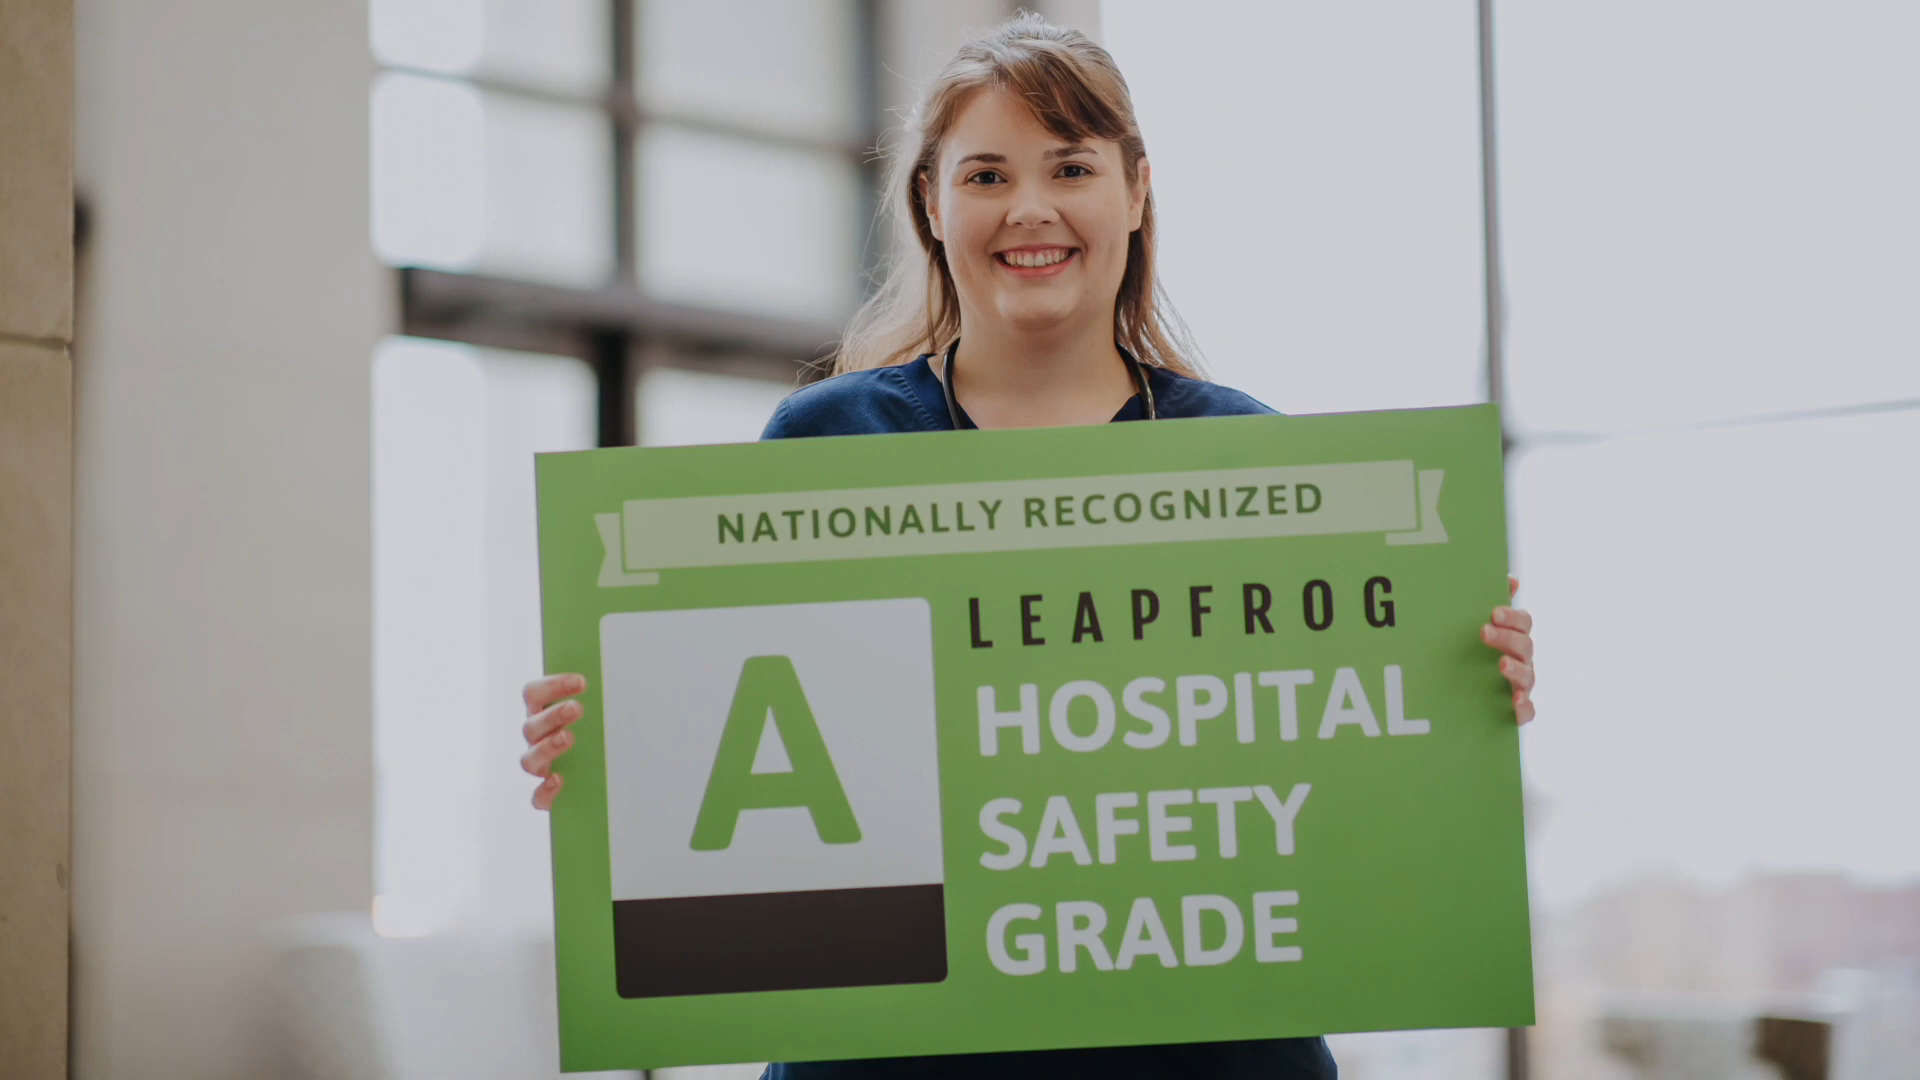 NATIONALLY RECOGNIZED
A
LEAPFROG
HOSPITAL
SAFETY
GRADE